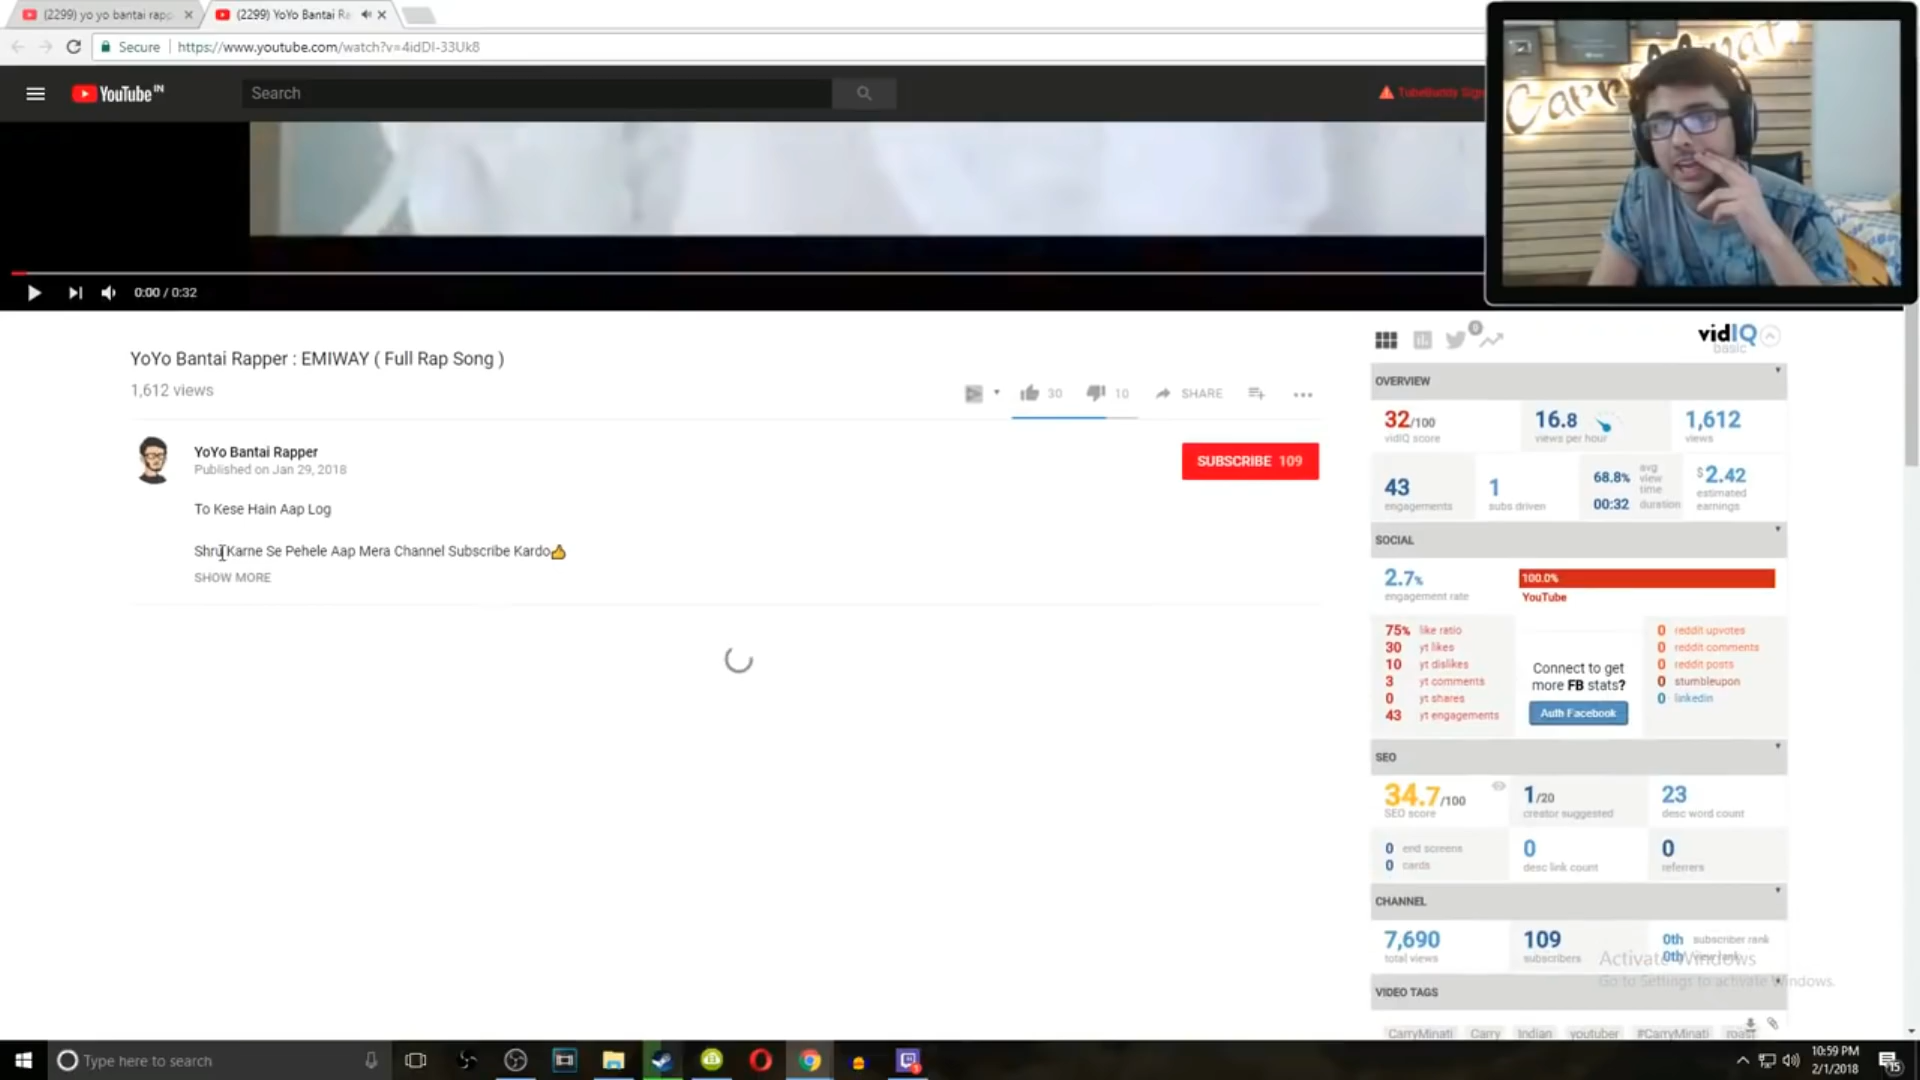 (2299) yo yo bantai rapp
(2299) YoYo Bantai Ra
Secure https://www.youtube.com/watch?v=4idDI-33Uk8
YouTube IN
Search
0:00 / 0:32
YoYo Bantai Rapper : EMIWAY ( Full Rap Song )
1,612 views
30
10
SHARE
YoYo Bantai Rapper
Published on Jan 29, 2018
SUBSCRIBE 109
To Kese Hain Aap Log
Shru Karne Se Pehele Aap Mera Channel Subscribe Kardo
SHOW MORE
0
vidIQ
basic
OVERVIEW
32/100
vidIQ score
16.8
views per hour
1,612
views
43
engagements
1
subs driven
68.8% avg view time
00:32 duration
$2.42
estimated earnings
SOCIAL
2.7%
engagement rate
100.0%
YouTube
75% like ratio
30 yt likes
10 yt dislikes
3 yt comments
0 yt shares
43 yt engagements
Connect to get
more FB stats?
Auth Facebook
0 reddit upvotes
0 reddit comments
0 reddit posts
0 stumbleupon
0 linkedin
SEO
34.7/100
SEO score
1/20
creator suggested
23
desc word count
0 end screens
0 cards
0
desc link count
0
referrers
CHANNEL
7,690
total views
109
subscribers
0th subscriber rank
0th
Activate Windows
Go to Settings to activate Windows.
VIDEO TAGS
CarryMinati Carry Indian youtuber #CarryMinati roast
Type here to search
10:59 PM
2/1/2018
15